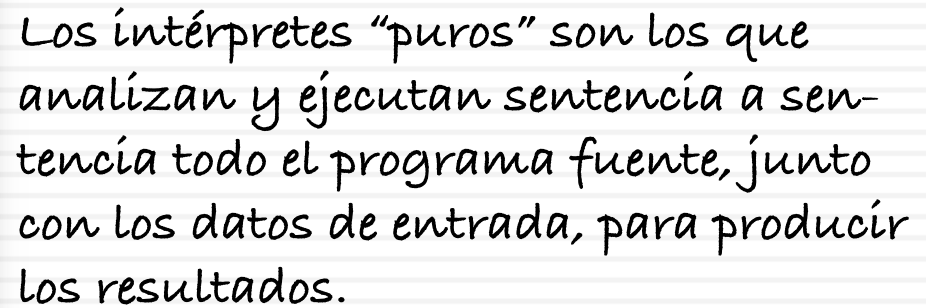 Los intérpretes “puros” son los que
analizan y ejecutan sentencia a sen-
tencia todo el programa fuente, junto
con los datos de entrada, para producir
los resultados.